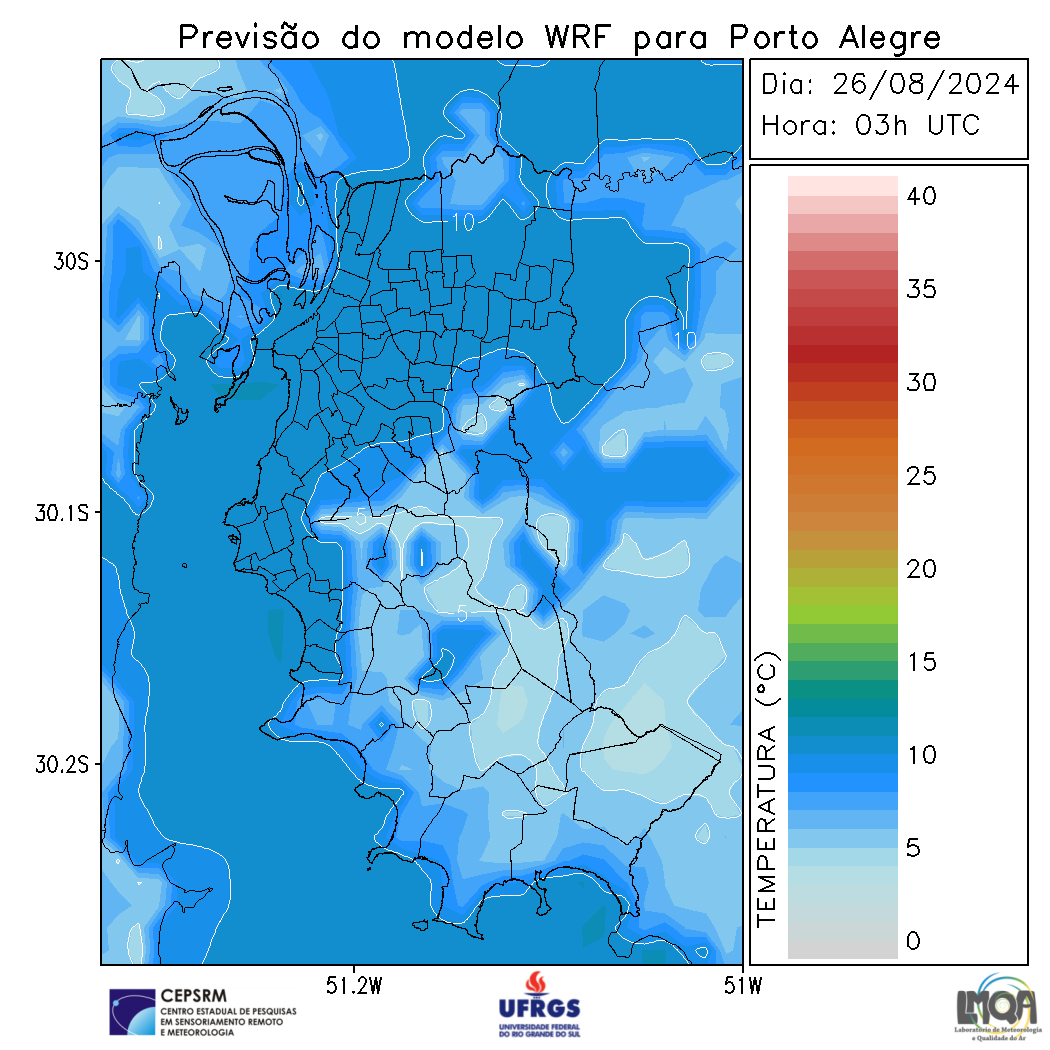 Previsão do modelo WRF para Porto Alegre
Dia: 26/08/2024
Hora: 03h UTC
40
35
30
25
20
15
10
5
0
TEMPERATURA (°C)
30S
30.1S
30.2S
51.2W
51W
10
10
5
5
CEPSRM
CENTRO ESTADUAL DE PESQUISAS
EM SENSORIAMENTO REMOTO
E METEOROLOGIA
UFRGS
UNIVERSIDADE FEDERAL
DO RIO GRANDE DO SUL
LMQA
Laboratório de Meteorologia
e Qualidade do Ar